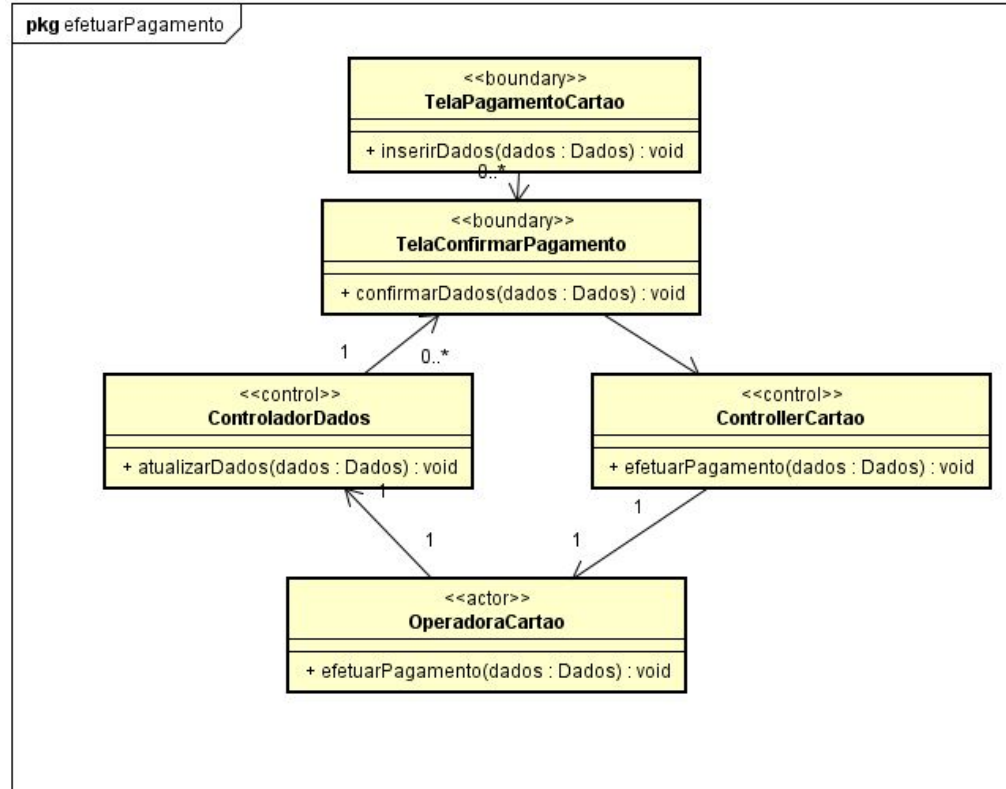 pkg efetuarPagamento
<<boundary>>
TelaPagamentoCartao
+ inserirDados(dados : Dados) : void
0..*
<<boundary>>
TelaConfirmarPagamento
+ confirmarDados(dados : Dados) : void
1
0..*
<<control>>
ControladorDados
+ atualizarDados(dados : Dados) : void
<<control>>
ControllerCartao
+ efetuarPagamento(dados : Dados) : void
1
1
1
1
<<actor>>
OperadoraCartao
+ efetuarPagamento(dados : Dados) : void